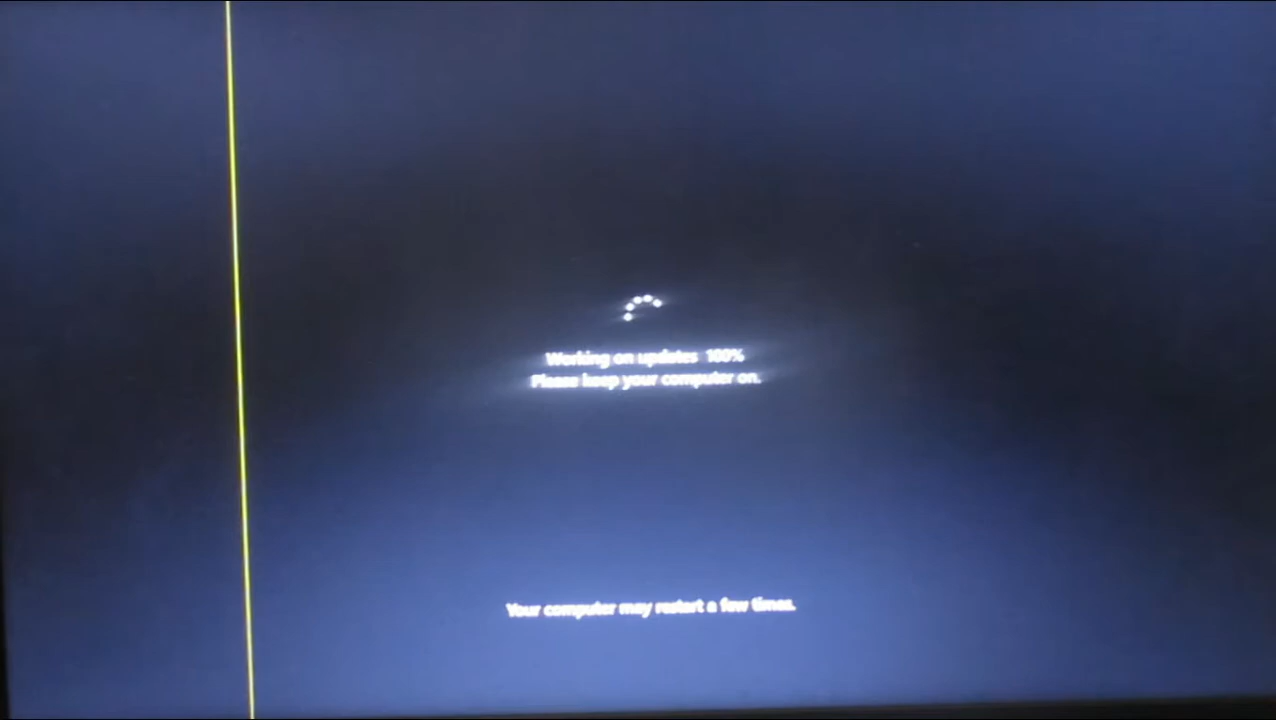 Working on updates 100%
Please keep your computer on.
Your computer may restart a few times.